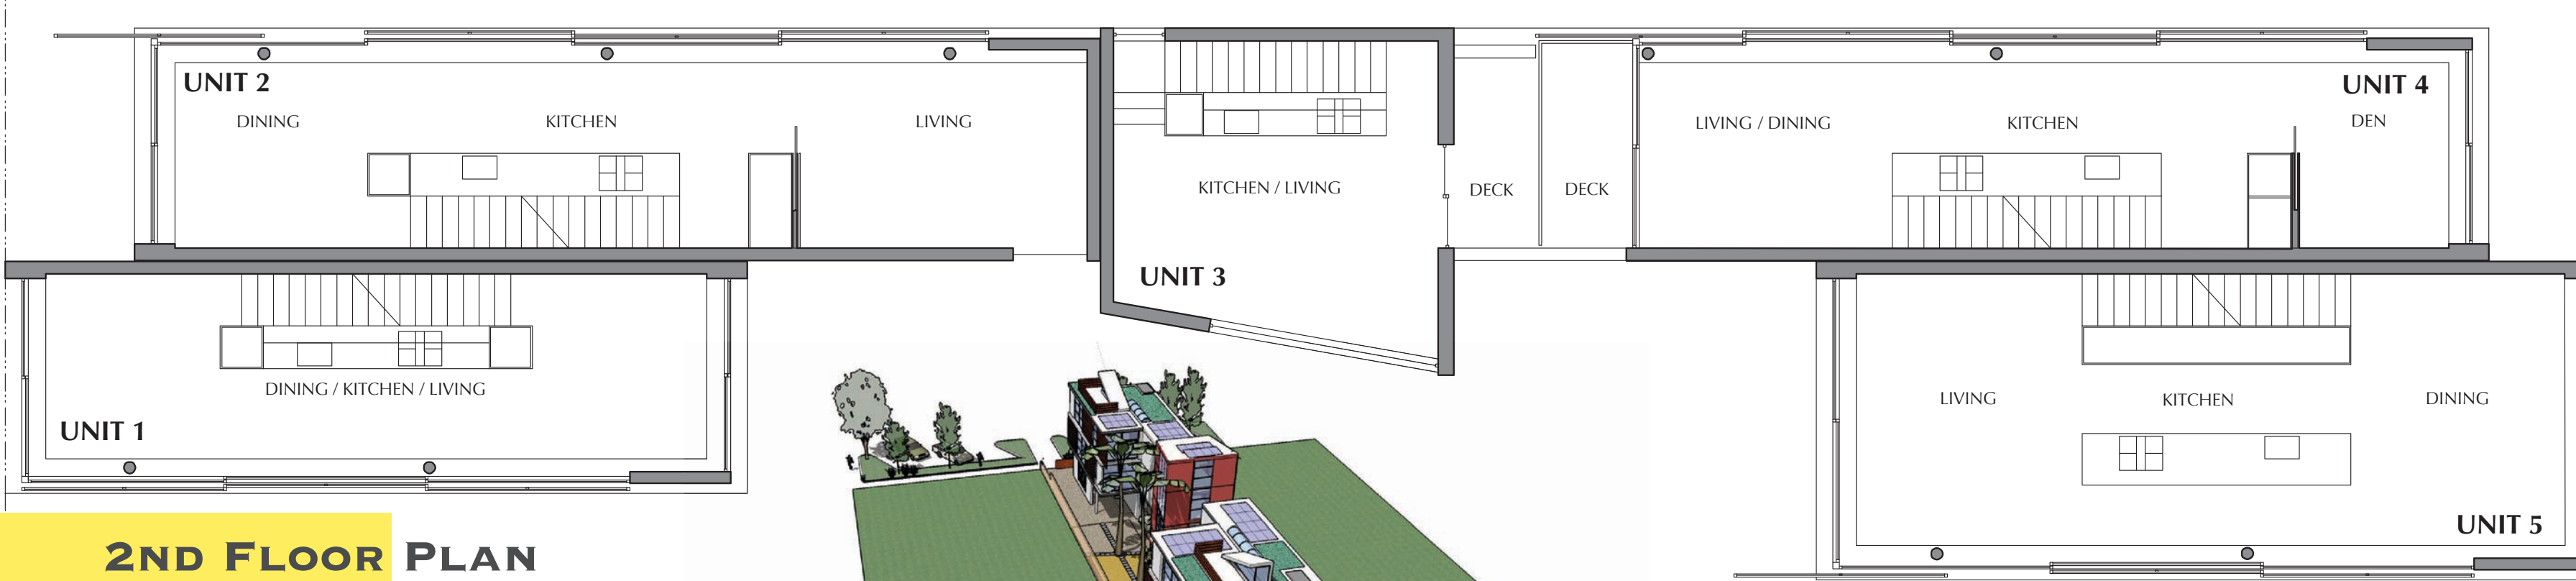 UNIT 2
DINING
KITCHEN
LIVING
KITCHEN / LIVING
UNIT 3
DECK
DECK
LIVING / DINING
KITCHEN
UNIT 4
DEN
DINING / KITCHEN / LIVING
UNIT 1
LIVING
KITCHEN
DINING
UNIT 5
2ND FLOOR PLAN